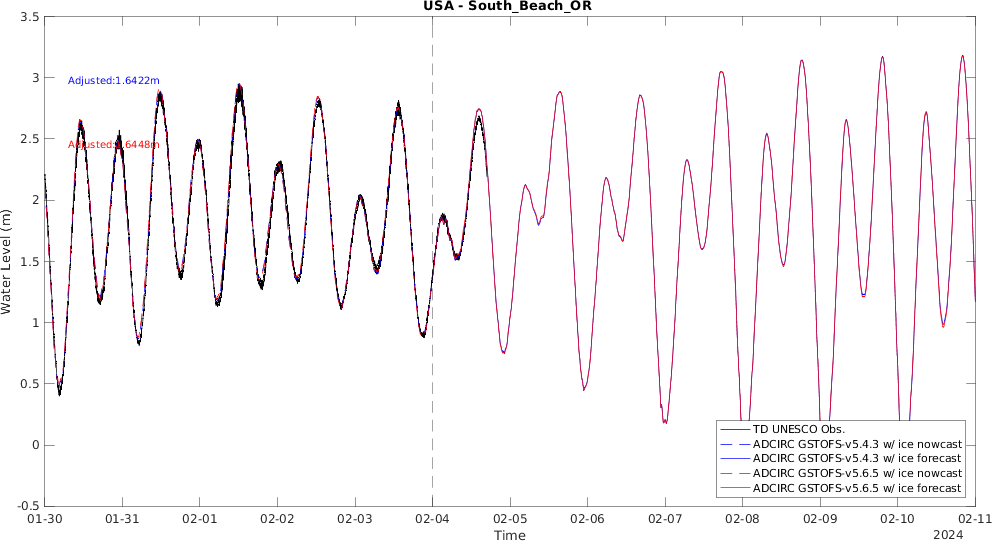 USA - South_Beach_OR
3.5
3
2.5
2
1.5
1
0.5
0
-0.5
Water Level (m)
Adjusted:1.6422m
Adjusted:1.6448m
TD UNESCO Obs.
ADCIRC GSTOFS-v5.4.3 w/ ice nowcast
ADCIRC GSTOFS-v5.4.3 w/ ice forecast
ADCIRC GSTOFS-v5.6.5 w/ ice nowcast
ADCIRC GSTOFS-v5.6.5 w/ ice forecast
01-30 01-31 02-01 02-02 02-03 02-04 02-05 02-06 02-07 02-08 02-09 02-10 02-11
Time
2024